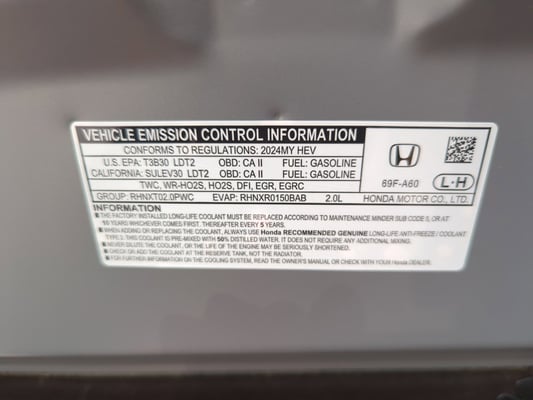 VEHICLE EMISSION CONTROL INFORMATION
CONFORMS TO REGULATIONS: 2024MY HEV
U.S. EPA: T3B30 LDT2 OBD: CA II FUEL: GASOLINE
CALIFORNIA: SULEV30 LDT2 OBD: CA II FUEL: GASOLINE
TWC, WR-HO2S, HO2S, DFI, EGR, EGRC
GROUP: RHNXT02.0PWC EVAP: RHNXR0150BAB 2.0L
69F-A60
L·H
HONDA MOTOR CO., LTD.
INFORMATION
■THE FACTORY INSTALLED LONG-LIFE COOLANT MUST BE REPLACED ACCORDING TO MAINTENANCE MINDER SUB CODE 5, OR AT
10 YEARS WHICHEVER COMES FIRST. THEREAFTER EVERY 5 YEARS.
■WHEN ADDING OR REPLACING THE COOLANT, ALWAYS USE Honda RECOMMENDED GENUINE LONG-LIFE ANTI-FREEZE / COOLANT
TYPE 2. THIS COOLANT IS PRE-MIXED WITH 50% DISTILLED WATER. IT DOES NOT REQUIRE ANY ADDITIONAL MIXING.
■NEVER DILUTE THE COOLANT, OR THE LIFE OF THE ENGINE MAY BE SERIOUSLY SHORTENED.
■CHECK AND ADD THE COOLANT AT THE RESERVE TANK, NOT THE RADIATOR.
■FOR FURTHER INFORMATION ON THE COOLING SYSTEM, READ THE OWNER'S MANUAL OR CHECK WITH YOUR Honda DEALER.